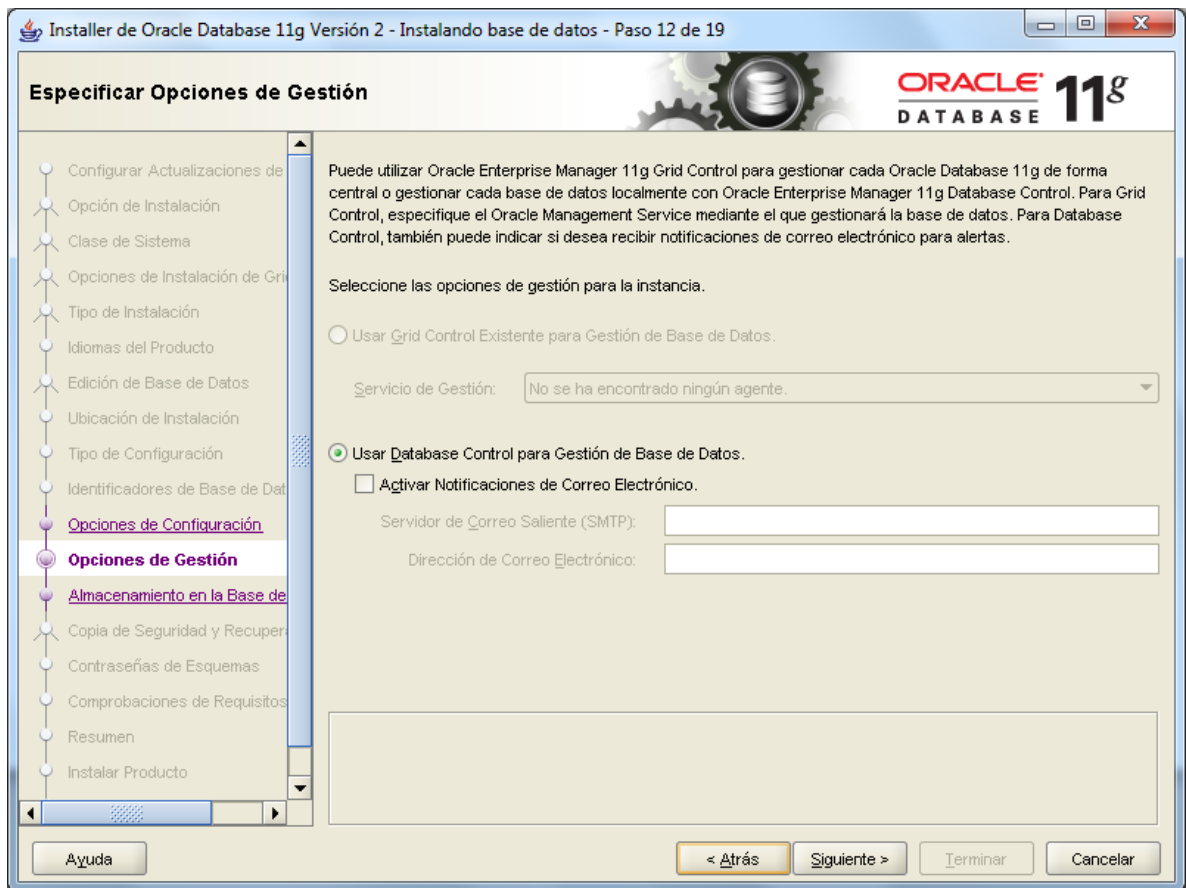 Installer de Oracle Database 11g Versión 2 - Instalando base de datos - Paso 12 de 19
Especificar Opciones de Gestión
ORACLE
DATABASE
11g
Configurar Actualizaciones de
Opción de Instalación
Clase de Sistema
Opciones de Instalación de Gri
Tipo de Instalación
Idiomas del Producto
Edición de Base de Datos
Ubicación de Instalación
Tipo de Configuración
Identificadores de Base de Dat
Opciones de Configuración
Opciones de Gestión
Almacenamiento en la Base de
Copia de Seguridad y Recupera
Contraseñas de Esquemas
Comprobaciones de Requisitos
Resumen
Instalar Producto
Puede utilizar Oracle Enterprise Manager 11g Grid Control para gestionar cada Oracle Database 11g de forma
central o gestionar cada base de datos localmente con Oracle Enterprise Manager 11g Database Control. Para Grid
Control, especifique el Oracle Management Service mediante el que gestionará la base de datos. Para Database
Control, también puede indicar si desea recibir notificaciones de correo electrónico para alertas.
Seleccione las opciones de gestión para la instancia.
Usar Grid Control Existente para Gestión de Base de Datos.
Servicio de Gestión: No se ha encontrado ningún agente.
Usar Database Control para Gestión de Base de Datos.
Activar Notificaciones de Correo Electrónico.
Servidor de Correo Saliente (SMTP):
Dirección de Correo Electrónico:
Ayuda
< Atrás
Siguiente >
Terminar
Cancelar